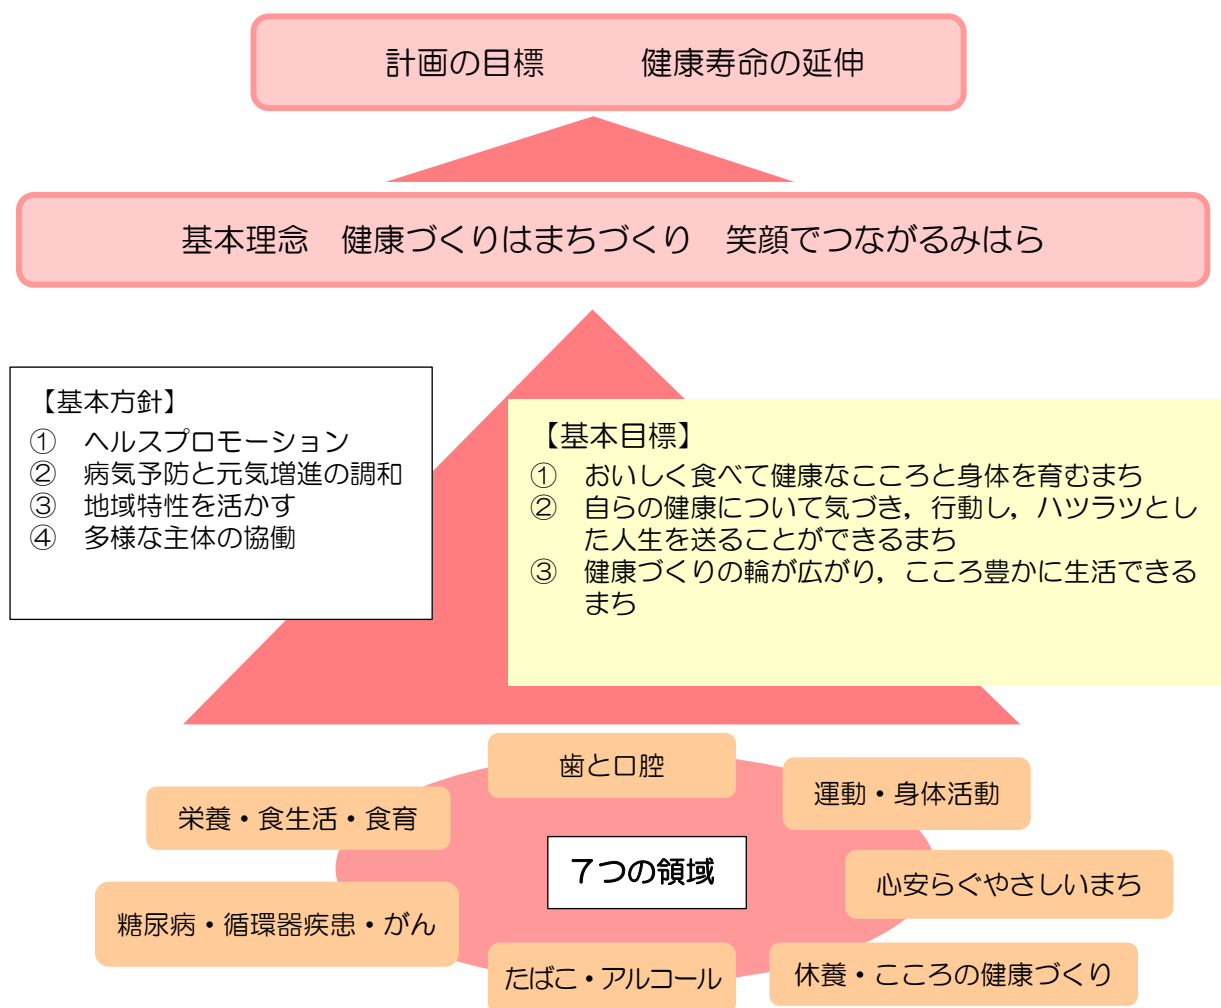 計画の目標　　　健康寿命の延伸
基本理念　健康づくりはまちづくり　笑顔でつながるみはら
【基本方針】
①　ヘルスプロモーション
②　病気予防と元気増進の調和
③　地域特性を活かす
④　多様な主体の協働
【基本目標】
①　おいしく食べて健康なこころと身体を育むまち
②　自らの健康について気づき，行動し，ハツラツとし
た人生を送ることができるまち
③　健康づくりの輪が広がり，こころ豊かに生活できる
まち
歯と口腔
運動・身体活動
栄養・食生活・食育
７つの領域
心安らぐやさしいまち
糖尿病・循環器疾患・がん
たばこ・アルコール
休養・こころの健康づくり